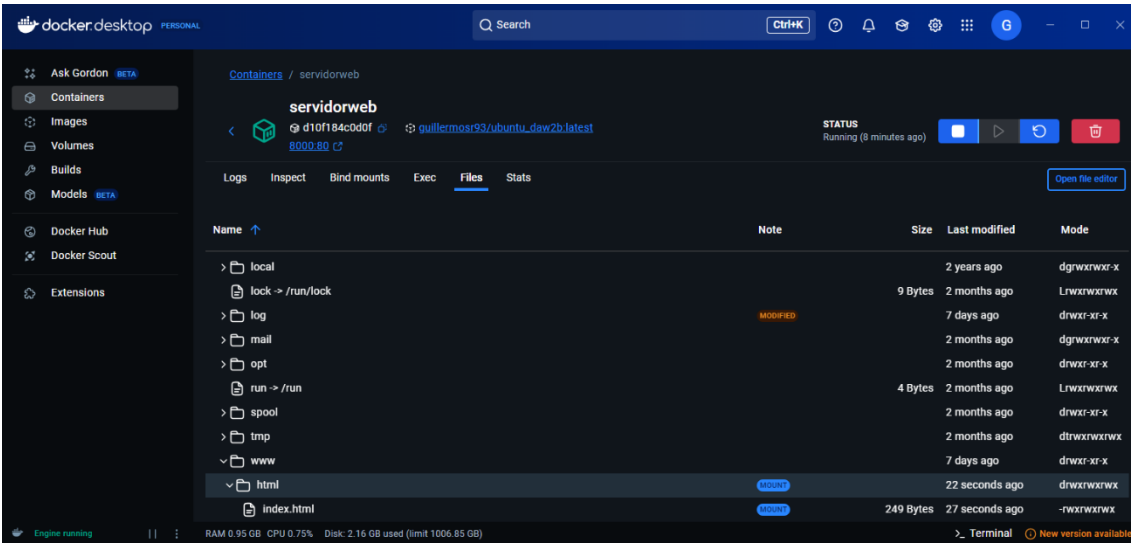 docker.desktop PERSONAL
Search
Ctrl+K
G
Ask Gordon BETA
Containers
Images
Volumes
Builds
Models BETA
Docker Hub
Docker Scout
Extensions
Containers / servidorweb
servidorweb
d10f184c0d0f guillermosr93/ubuntu_daw2b:latest
8000:80
STATUS
Running (8 minutes ago)
Logs Inspect Bind mounts Exec Files Stats
Open file editor
Name Note Size Last modified Mode
local 2 years ago dgrwxrwxr-x
lock -> /run/lock 9 Bytes 2 months ago Lrwxrwxrwx
log MODIFIED 7 days ago drwxr-xr-x
mail 2 months ago dgrwxrwxr-x
opt 2 months ago drwxr-xr-x
run -> /run 4 Bytes 2 months ago Lrwxrwxrwx
spool 2 months ago drwxr-xr-x
tmp 2 months ago dtrwxrwxrwx
www 7 days ago drwxr-xr-x
html MOUNT 22 seconds ago drwxrwxrwx
index.html MOUNT 249 Bytes 27 seconds ago -rwxrwxrwx
Engine running
RAM 0.95 GB CPU 0.75% Disk: 2.16 GB used (limit 1006.85 GB)
>_ Terminal
New version available